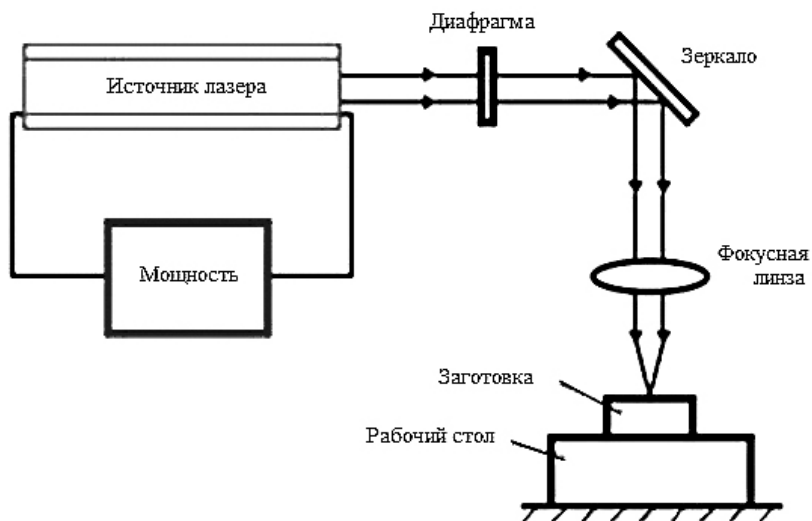 Диафрагма
Зеркало
Источник лазера
Мощность
Фокусная
линза
Заготовка
Рабочий стол